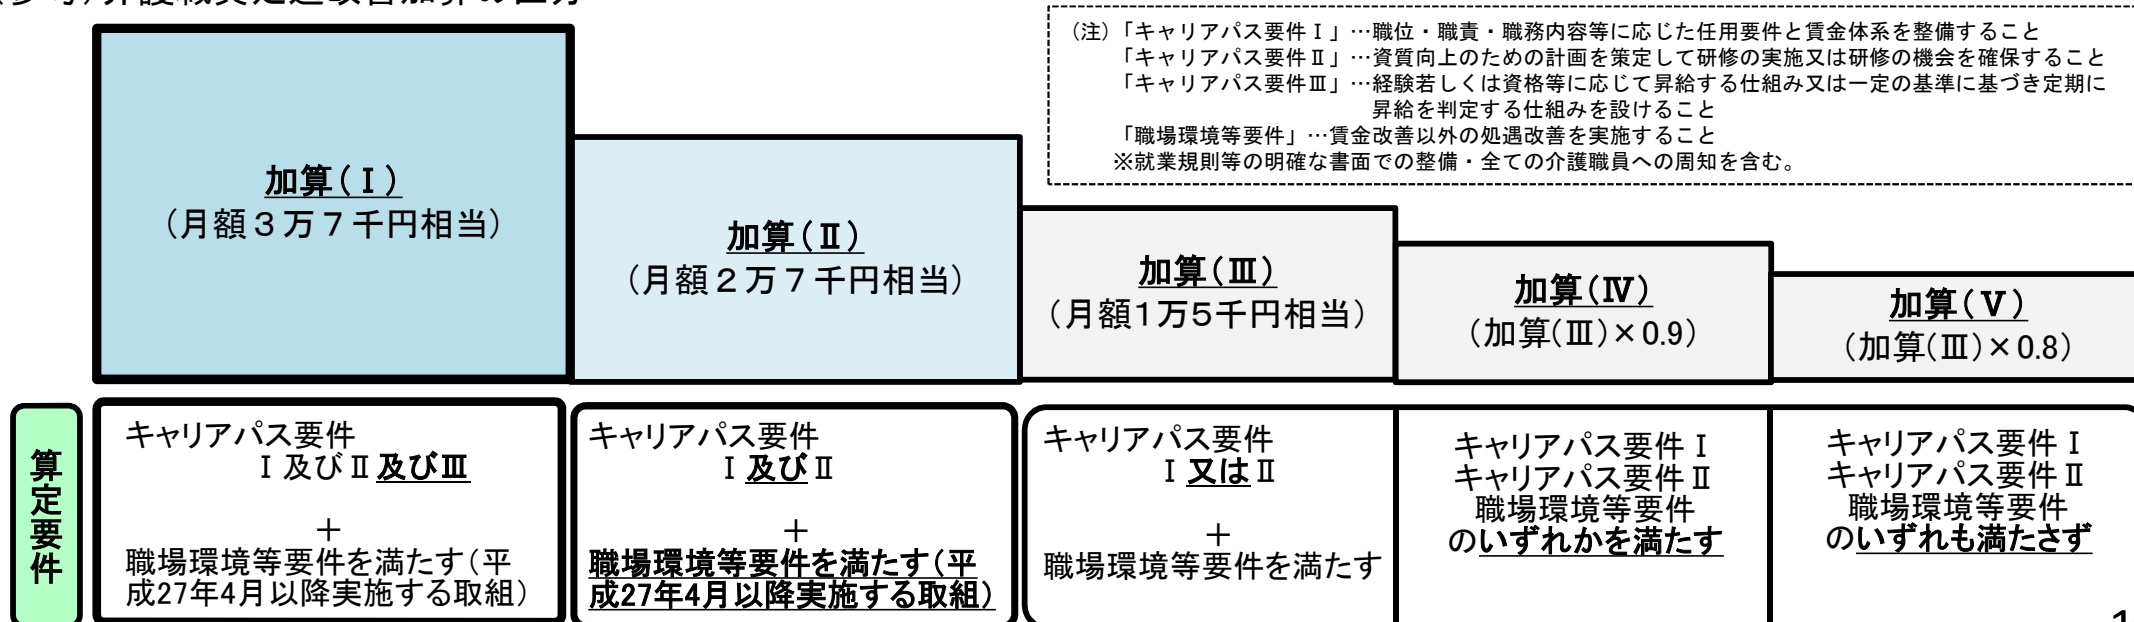 (参考)介護職員処遇改善加算の区分
（注）「キャリアパス要件Ⅰ」…職位・職責・職務内容等に応じた任用要件と賃金体系を整備すること
「キャリアパス要件Ⅱ」…資質向上のための計画を策定して研修の実施又は研修の機会を確保すること
「キャリアパス要件Ⅲ」…経験若しくは資格等に応じて昇給する仕組み又は一定の基準に基づき定期に
昇給を判定する仕組みを設けること
「職場環境等要件」…賃金改善以外の処遇改善を実施すること
※就業規則等の明確な書面での整備・全ての介護職員への周知を含む。
加算(Ⅰ)
（月額３万７千円相当）
加算(Ⅱ)
（月額２万７千円相当）
加算(Ⅲ)
（月額1万5千円相当）
加算(Ⅳ)
（加算(Ⅲ)×0.9）
加算(Ⅴ)
（加算(Ⅲ)×0.8）
算定要件
キャリアパス要件
Ⅰ及びⅡ及びⅢ
＋
職場環境等要件を満たす（平
成27年4月以降実施する取組）
キャリアパス要件
Ⅰ及びⅡ
＋
職場環境等要件を満たす（平
成27年4月以降実施する取組）
キャリアパス要件
Ⅰ又はⅡ
＋
職場環境等要件を満たす
キャリアパス要件Ⅰ
キャリアパス要件Ⅱ
職場環境等要件
のいずれかを満たす
キャリアパス要件Ⅰ
キャリアパス要件Ⅱ
職場環境等要件
のいずれも満たさず